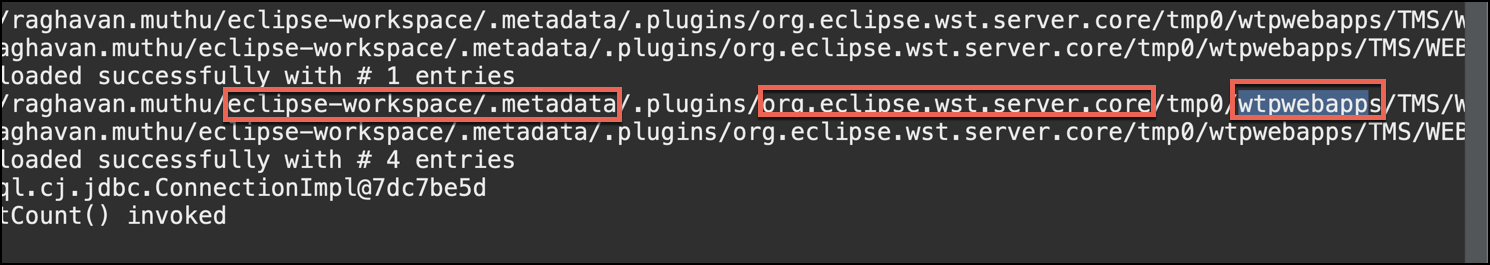 /raghavan.muthu/eclipse-workspace/.metadata/.plugins/org.eclipse.wst.server.core/tmp0/wtpwebapps/TMS/W
raghavan.muthu/eclipse-workspace/.metadata/.plugins/org.eclipse.wst.server.core/tmp0/wtpwebapps/TMS/WEB
loaded successfully with # 1 entries
/raghavan.muthu/eclipse-workspace/.metadata/.plugins/org.eclipse.wst.server.core/tmp0/wtpwebapps/TMS/W
raghavan.muthu/eclipse-workspace/.metadata/.plugins/org.eclipse.wst.server.core/tmp0/wtpwebapps/TMS/WEB
loaded successfully with # 4 entries
ql.cj.jdbc.ConnectionImpl@7dc7be5d
tCount() invoked